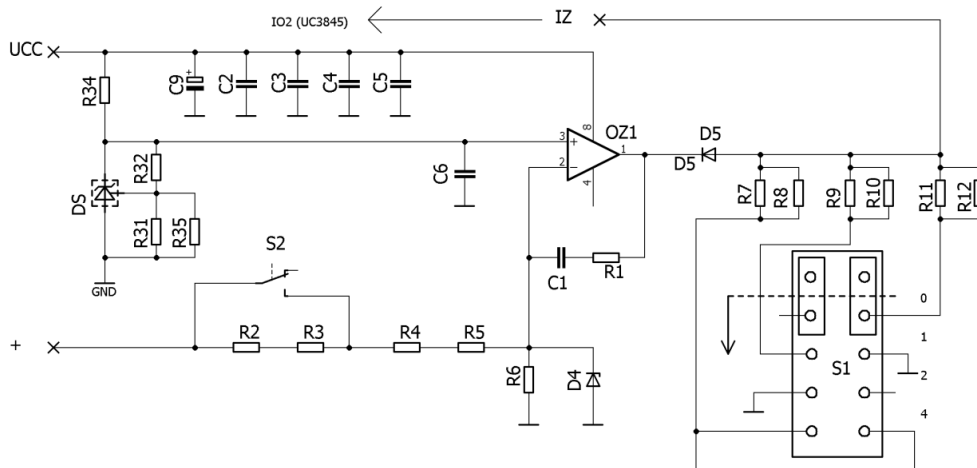 IO2 (UC3845) IZ
UCC
R34 C9 + C2 C3 C4 C5
8 OZ1
3 + 1 D5
2 − D5
4
R32 C6
DS R7 R8 R9 R10 R11 R12
R31 R35
S2
C1 R1
GND
0
+ R2 R3 R4 R5
1
S1
R6 D4
2
4